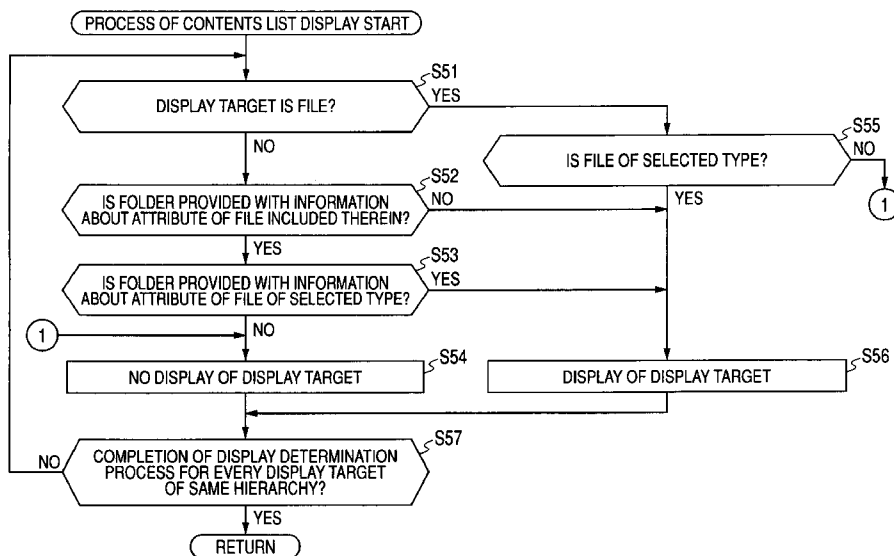 PROCESS OF CONTENTS LIST DISPLAY START
S51
DISPLAY TARGET IS FILE?
YES
NO
S55
IS FILE OF SELECTED TYPE?
NO
YES
1
S52
IS FOLDER PROVIDED WITH INFORMATION
ABOUT ATTRIBUTE OF FILE INCLUDED THEREIN?
NO
YES
S53
IS FOLDER PROVIDED WITH INFORMATION
ABOUT ATTRIBUTE OF FILE OF SELECTED TYPE?
YES
NO
1
S54
NO DISPLAY OF DISPLAY TARGET
S56
DISPLAY OF DISPLAY TARGET
S57
COMPLETION OF DISPLAY DETERMINATION
PROCESS FOR EVERY DISPLAY TARGET
OF SAME HIERARCHY?
NO
YES
RETURN